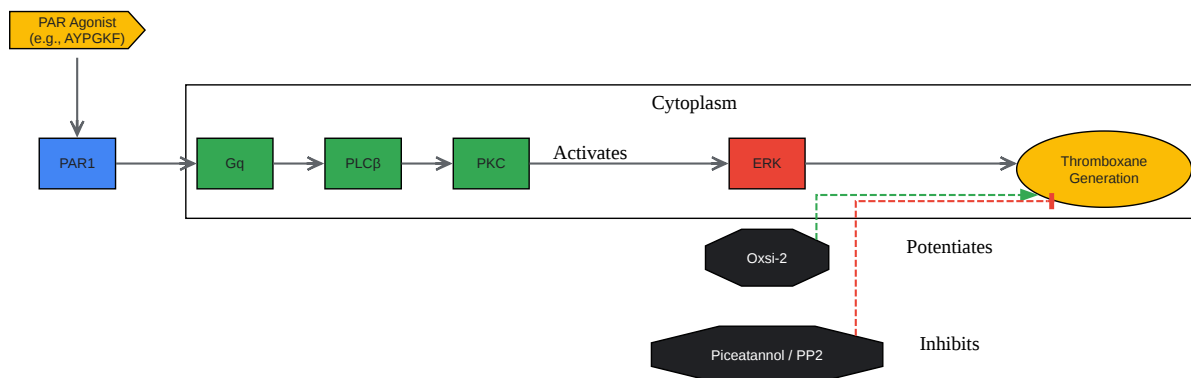 PAR Agonist
(e.g., AYPGKF)
Cytoplasm
PAR1
Gq
PLCβ
PKC
Activates
ERK
Thromboxane
Generation
Oxsi-2
Potentiates
Piceatannol / PP2
Inhibits